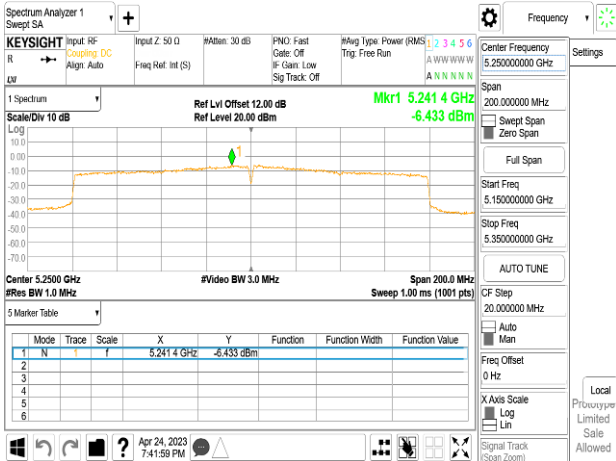 Spectrum Analyzer 1
Swept SA
Frequency
KEYSIGHT
R
LXI
Input: RF
Coupling: DC
Align: Auto
Input Z: 50 Ω
Freq Ref: Int (S)
#Atten: 30 dB
PNO: Fast
Gate: Off
IF Gain: Low
Sig Track: Off
#Avg Type: Power (RMS
Trig: Free Run
1 2 3 4 5 6
A W W W W W
A N N N N N
Center Frequency
5.250000000 GHz
Settings
Span
200.000000 MHz
Swept Span
Zero Span
Full Span
Start Freq
5.150000000 GHz
Stop Freq
5.350000000 GHz
AUTO TUNE
CF Step
20.000000 MHz
Auto
Man
Freq Offset
0 Hz
X Axis Scale
Log
Lin
Signal Track
(Span Zoom)
Local
Prototype
Limited
Sale
Allowed
1 Spectrum
Scale/Div 10 dB
Ref Lvl Offset 12.00 dB
Ref Level 20.00 dBm
Mkr1 5.241 4 GHz
-6.433 dBm
Log
10.0
0.00
-10.0
-20.0
-30.0
-40.0
-50.0
-60.0
-70.0
1
Center 5.2500 GHz
#Res BW 1.0 MHz
#Video BW 3.0 MHz
Span 200.0 MHz
Sweep 1.00 ms (1001 pts)
5 Marker Table
Mode Trace Scale X Y Function Function Width Function Value
1 N 1 f 5.241 4 GHz -6.433 dBm
2
3
4
5
6
?
Apr 24, 2023
7:41:59 PM